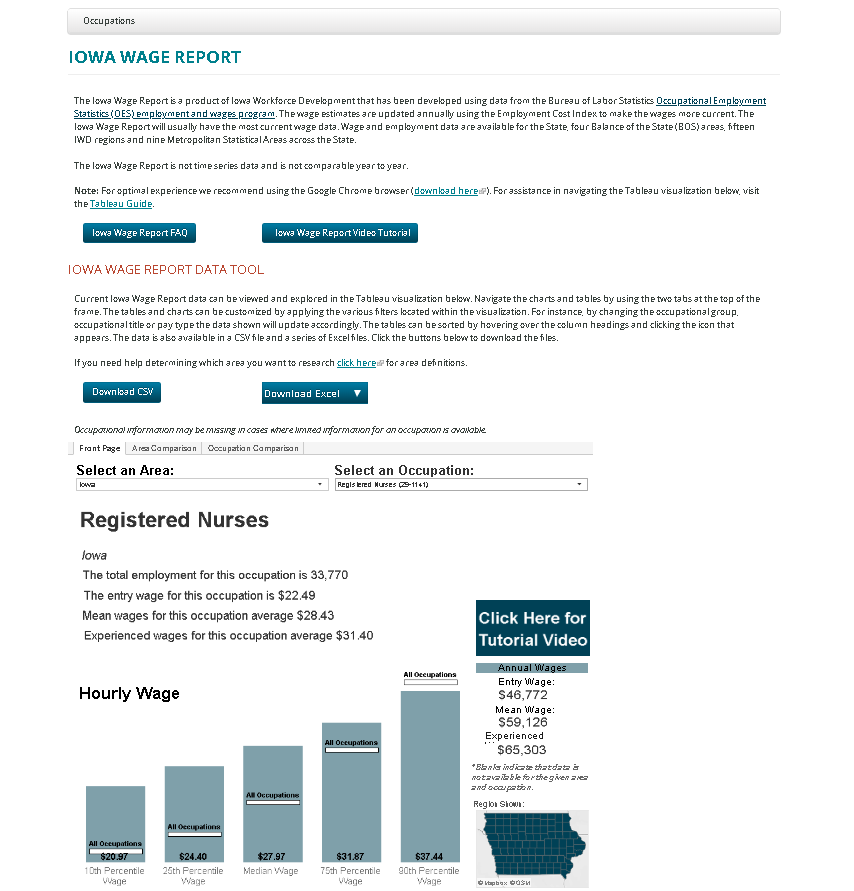 Occupations
IOWA WAGE REPORT
The Iowa Wage Report is a product of Iowa Workforce Development that has been developed using data from the Bureau of Labor Statistics Occupational Employment
Statistics (OES) employment and wages program. The wage estimates are updated annually using the Employment Cost Index to make the wages more current. The
Iowa Wage Report will usually have the most current wage data. Wage and employment data are available for the State, four Balance of the State (BOS) areas, fifteen
IWD regions and nine Metropolitan Statistical Areas across the State.
The Iowa Wage Report is not time series data and is not comparable year to year.
Note: For optimal experience we recommend using the Google Chrome browser (download here). For assistance in navigating the Tableau visualization below, visit
the Tableau Guide.
Iowa Wage Report FAQ
Iowa Wage Report Video Tutorial
IOWA WAGE REPORT DATA TOOL
Current Iowa Wage Report data can be viewed and explored in the Tableau visualization below. Navigate the charts and tables by using the two tabs at the top of the
frame. The tables and charts can be customized by applying the various filters located within the visualization. For instance, by changing the occupational group,
occupational title or pay type the data shown will update accordingly. The tables can be sorted by hovering over the column headings and clicking the icon that
appears. The data is also available in a CSV file and a series of Excel files. Click the buttons below to download the files.
If you need help determining which area you want to research click here for area definitions.
Download CSV
Download Excel ▼
Occupational information may be missing in cases where limited information for an occupation is available.
Front Page
Area Comparison
Occupation Comparison
Select an Area:
Select an Occupation:
Iowa
Registered Nurses (29-1141)
Registered Nurses
Iowa
The total employment for this occupation is 33,770
The entry wage for this occupation is $22.49
Mean wages for this occupation average $28.43
Experienced wages for this occupation average $31.40
Click Here for
Tutorial Video
Annual Wages
Entry Wage:
$46,772
Mean Wage:
$59,126
Experienced
$65,303
*Blanks indicate that data is
not available for the given area
and occupation.
Region Shown:
© Mapbox © OSM
Hourly Wage
All Occupations
All Occupations
All Occupations
All Occupations
All Occupations
$20.97
$24.40
$27.97
$31.87
$37.44
10th Percentile
Wage
25th Percentile
Wage
Median Wage
75th Percentile
Wage
90th Percentile
Wage